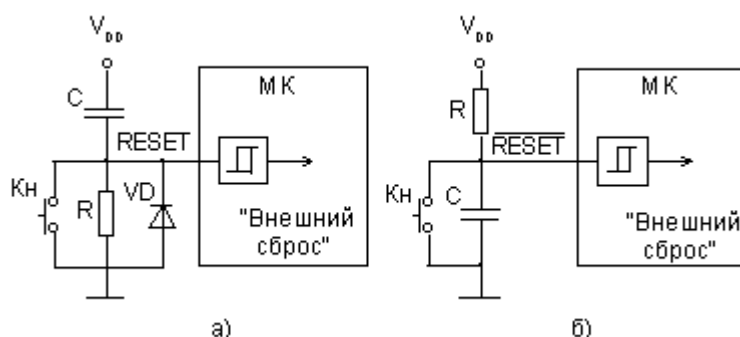 V_DD
C
RESET
Кн
R
VD
МК
"Внешний
сброс"
а)
V_DD
R
RESET
Кн
C
МК
"Внешний
сброс"
б)